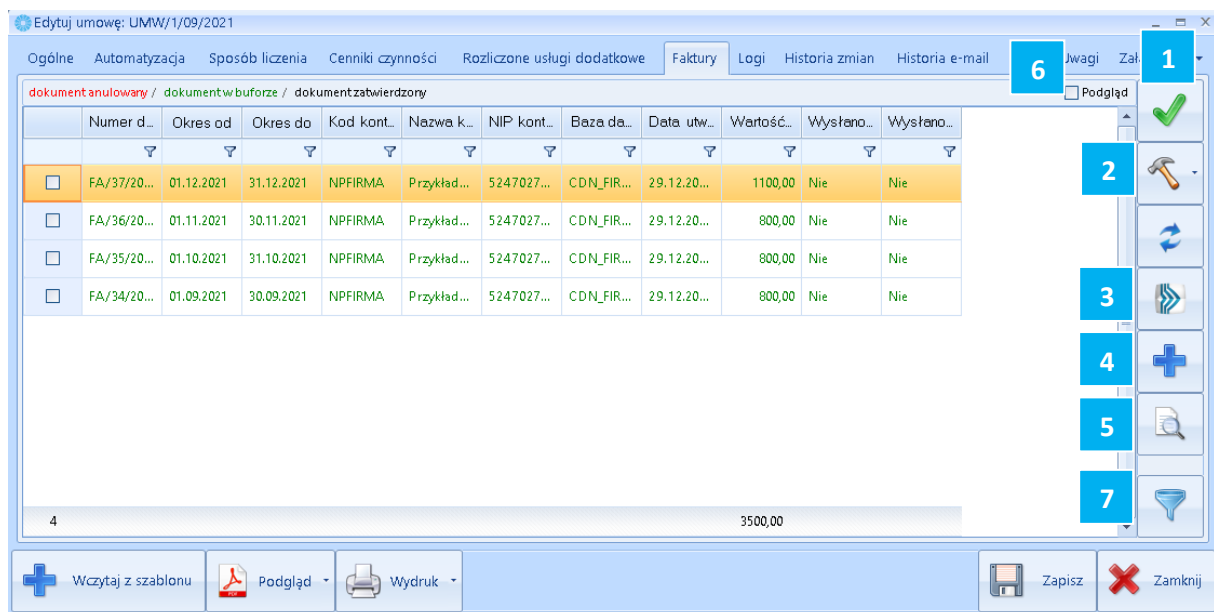 Edytuj umowę: UMW/1/09/2021
Ogólne Automatyzacja Sposób liczenia Cenniki czynności Rozliczone usługi dodatkowe Faktury Logi Historia zmian Historia e-mail 6 Uwagi Zał 1
dokument anulowany / dokument w buforze / dokument zatwierdzony Podgląd
Numer d... Okres od Okres do Kod kont... Nazwa k... NIP kont... Baza da... Data utw... Wartość... Wysłano... Wysłano...
FA/37/20... 01.12.2021 31.12.2021 NPFIRMA Przykład... 5247027... CDN_FIR... 29.12.20... 1100,00 Nie Nie 2
FA/36/20... 01.11.2021 30.11.2021 NPFIRMA Przykład... 5247027... CDN_FIR... 29.12.20... 800,00 Nie Nie
FA/35/20... 01.10.2021 31.10.2021 NPFIRMA Przykład... 5247027... CDN_FIR... 29.12.20... 800,00 Nie Nie
FA/34/20... 01.09.2021 30.09.2021 NPFIRMA Przykład... 5247027... CDN_FIR... 29.12.20... 800,00 Nie Nie 3
4
5
7
4 3500,00
Wczytaj z szablonu PDF Podgląd Wydruk Zapisz Zamknij